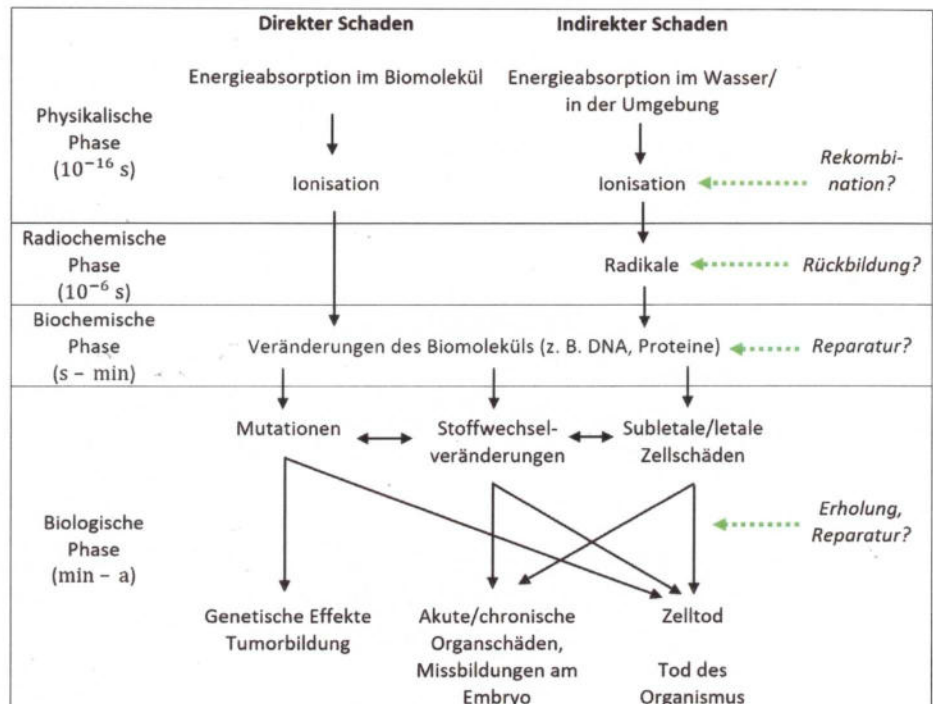 Direkter Schaden
Indirekter Schaden
Physikalische
Phase
(10⁻¹⁶ s)
Energieabsorption im Biomolekül
Energieabsorption im Wasser/
in der Umgebung
Ionisation
Ionisation
Rekombi-
nation?
Radiochemische
Phase
(10⁻⁶ s)
Radikale
Rückbildung?
Biochemische
Phase
(s – min)
Veränderungen des Biomoleküls (z. B. DNA, Proteine)
Reparatur?
Biologische
Phase
(min – a)
Mutationen
Stoffwechsel-
veränderungen
Subletale/letale
Zellschäden
Erholung,
Reparatur?
Genetische Effekte
Tumorbildung
Akute/chronische
Organschäden,
Missbildungen am
Embryo
Zelltod
Tod des
Organismus